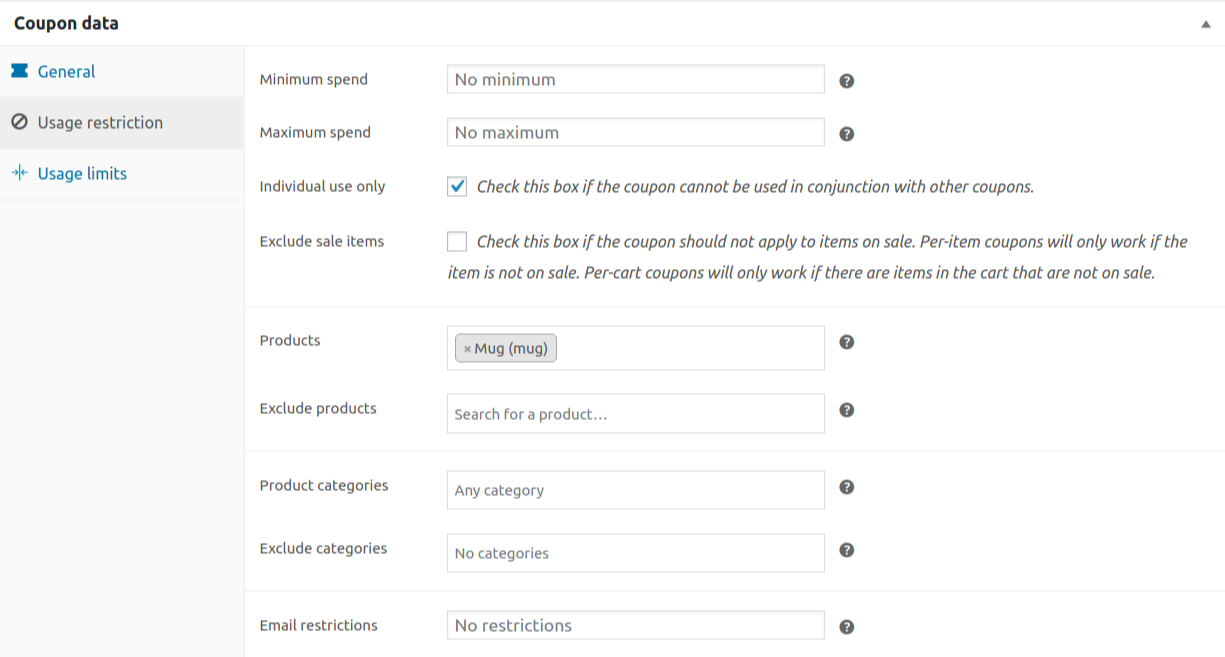 Coupon data
General
Usage restriction
Usage limits
Minimum spend
No minimum
Maximum spend
No maximum
Individual use only
Check this box if the coupon cannot be used in conjunction with other coupons.
Exclude sale items
Check this box if the coupon should not apply to items on sale. Per-item coupons will only work if the
item is not on sale. Per-cart coupons will only work if there are items in the cart that are not on sale.
Products
× Mug (mug)
Exclude products
Search for a product…
Product categories
Any category
Exclude categories
No categories
Email restrictions
No restrictions